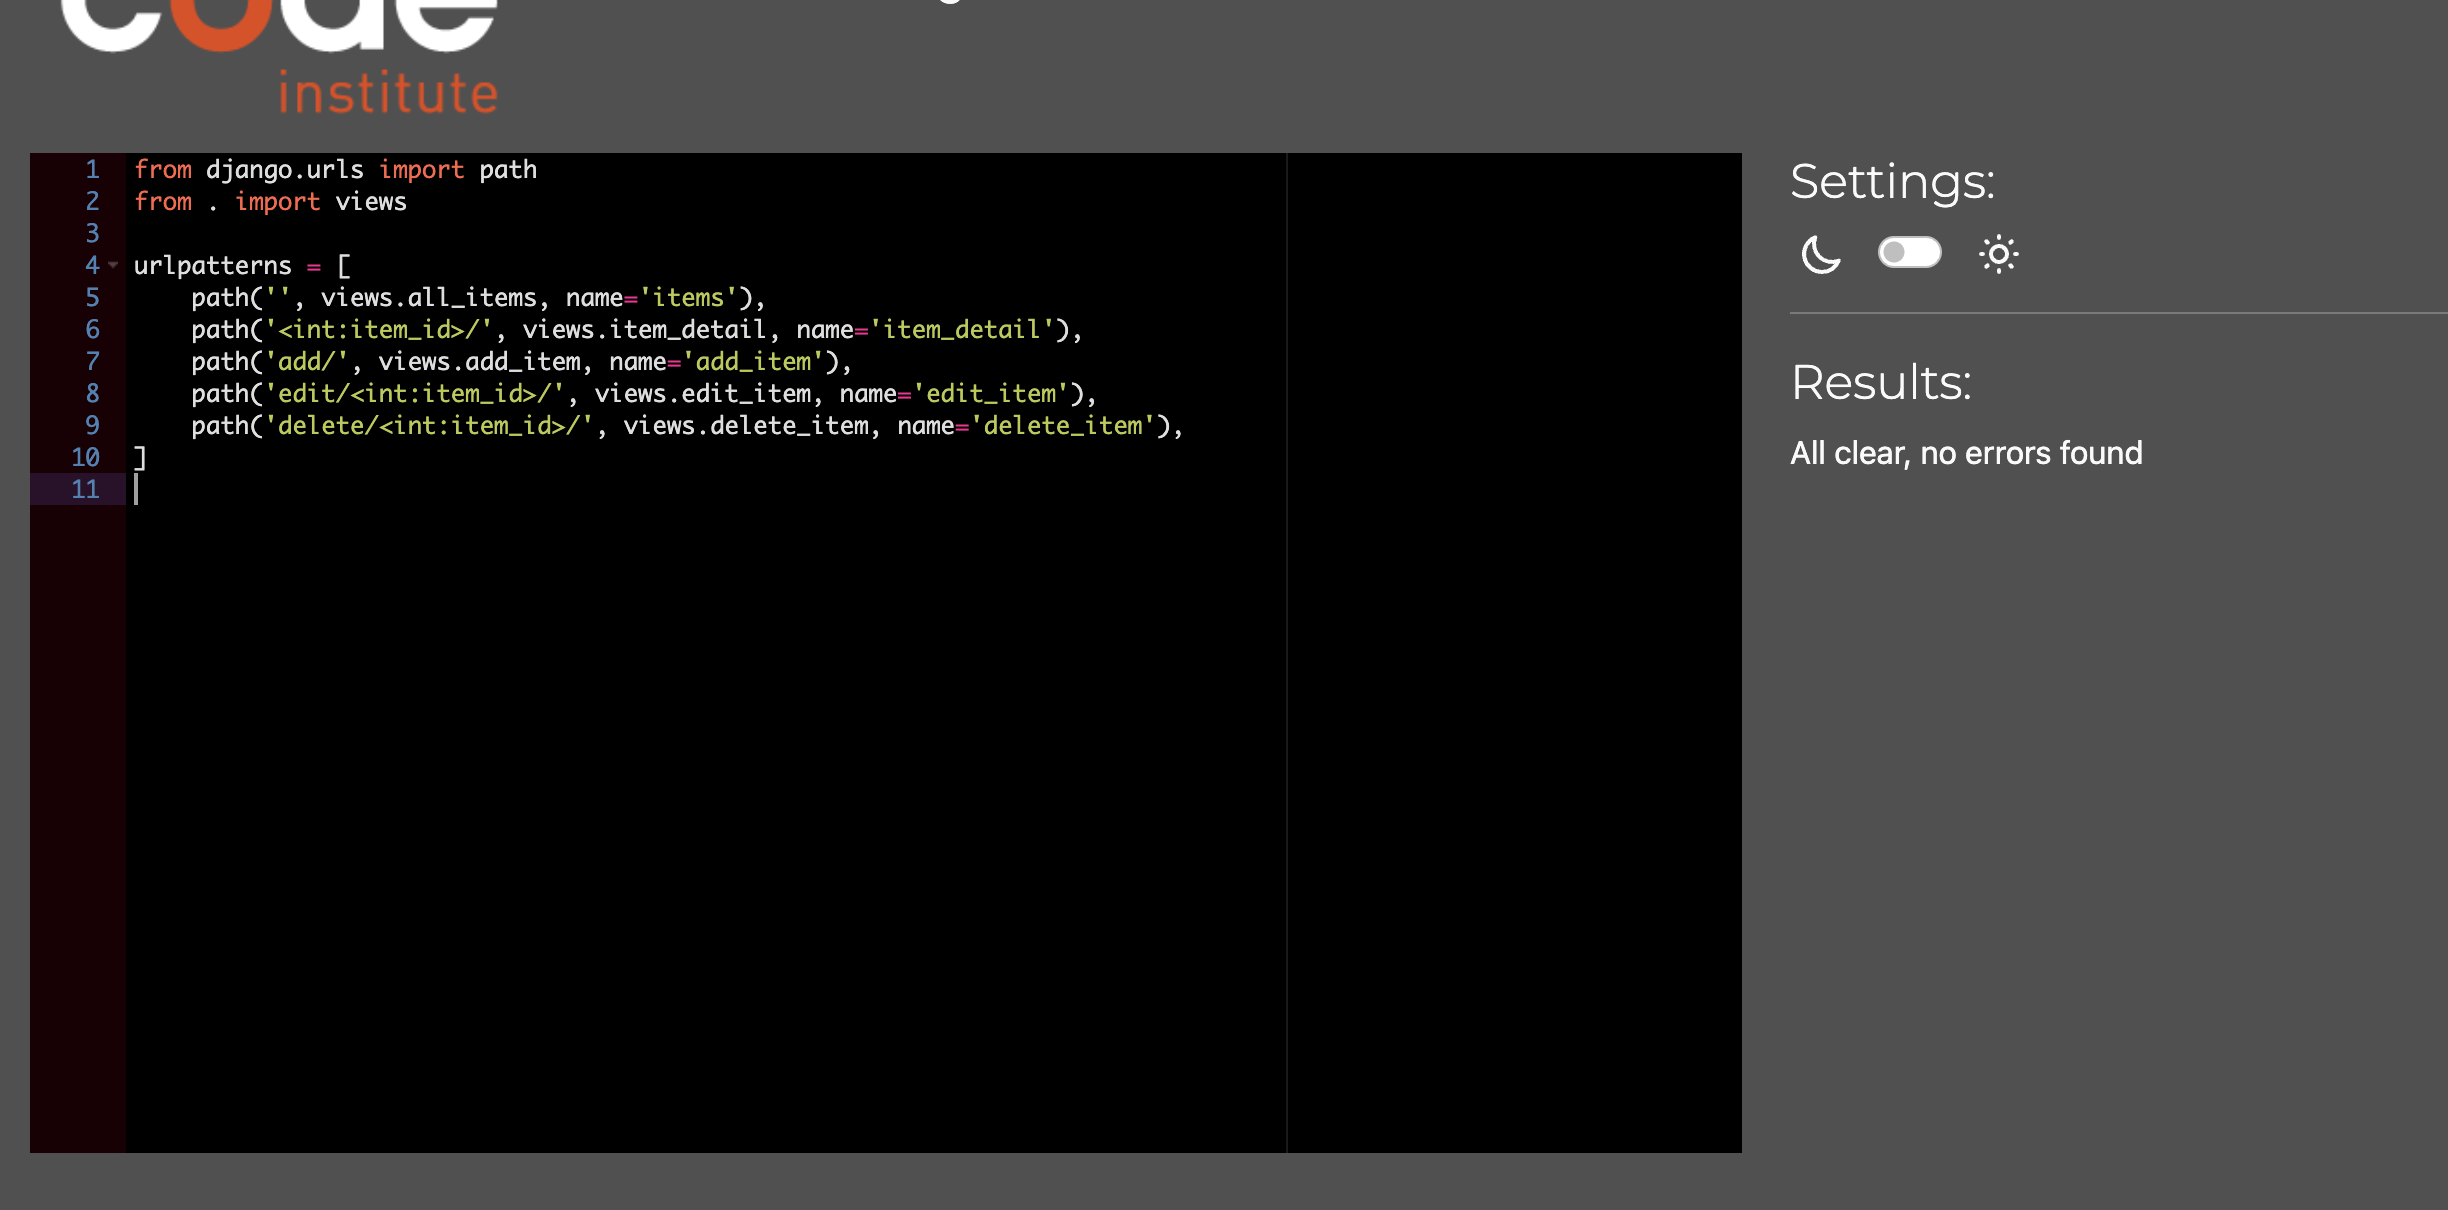 code
institute
1 from django.urls import path
2 from . import views
3
4 urlpatterns = [
5     path('', views.all_items, name='items'),
6     path('<int:item_id>/', views.item_detail, name='item_detail'),
7     path('add/', views.add_item, name='add_item'),
8     path('edit/<int:item_id>/', views.edit_item, name='edit_item'),
9     path('delete/<int:item_id>/', views.delete_item, name='delete_item'),
10 ]
11
Settings:
Results:
All clear, no errors found